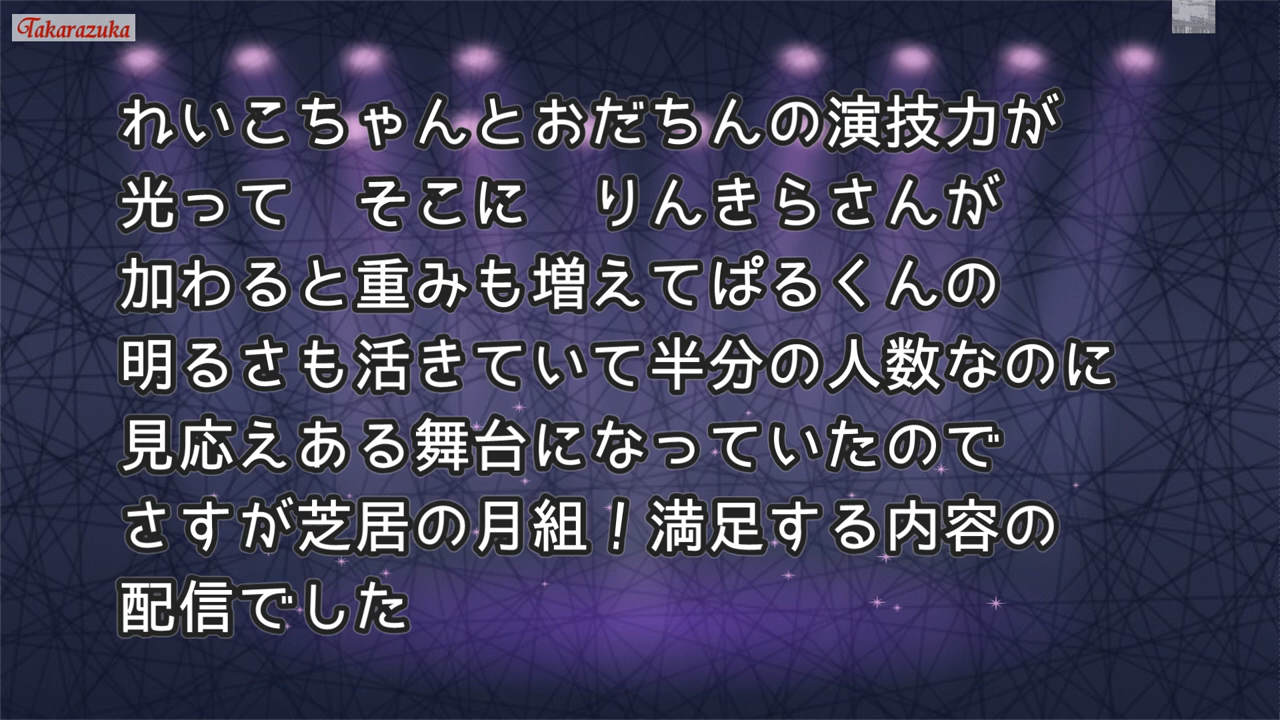 Takarazuka
れいこちゃんとおだちんの演技力が
光って　そこに　りんきらさんが
加わると重みも増えてぱるくんの
明るさも活きていて半分の人数なのに
見応えある舞台になっていたので
さすが芝居の月組！満足する内容の
配信でした